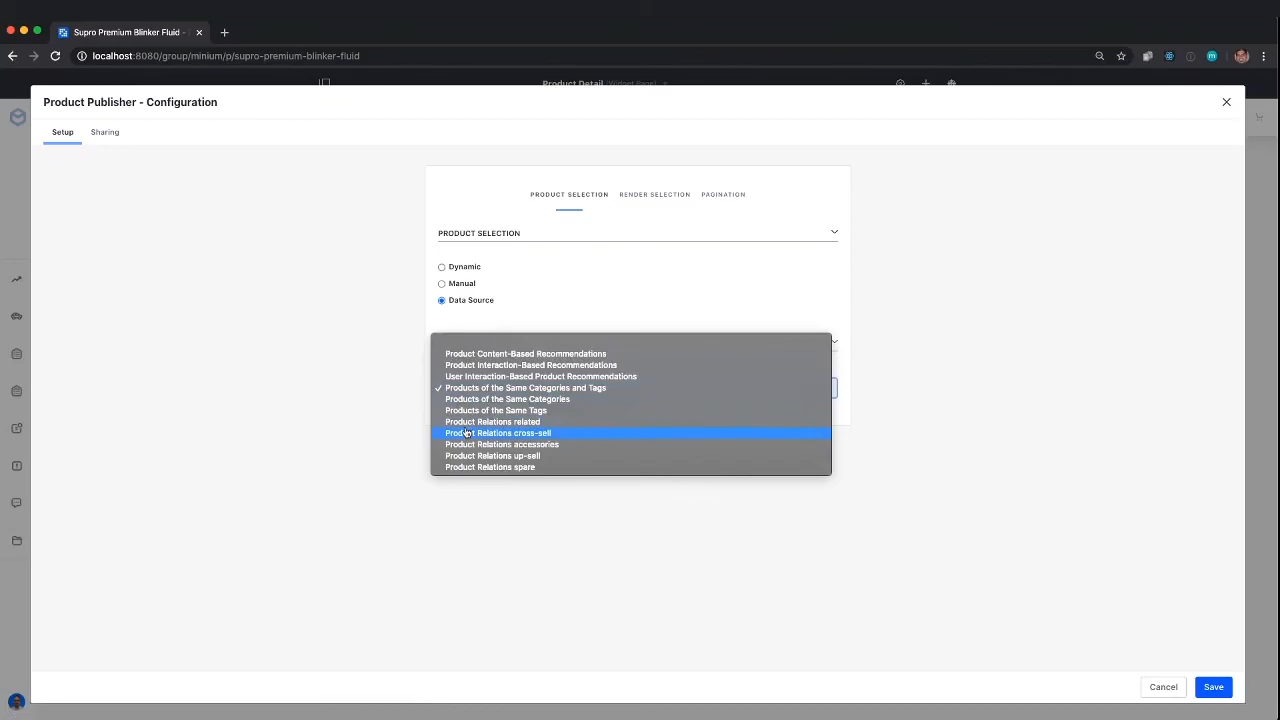 Supro Premium Blinker Fluid -
localhost:8080/group/minium/p/supro-premium-blinker-fluid
Product Detail (Widget Page)
Product Publisher - Configuration
Setup
Sharing
PRODUCT SELECTION
RENDER SELECTION
PAGINATION
PRODUCT SELECTION
Dynamic
Manual
Data Source
Product Content-Based Recommendations
Product Interaction-Based Recommendations
User Interaction-Based Product Recommendations
Products of the Same Categories and Tags
Products of the Same Categories
Products of the Same Tags
Product Relations related
Product Relations cross-sell
Product Relations accessories
Product Relations up-sell
Product Relations spare
Cancel
Save